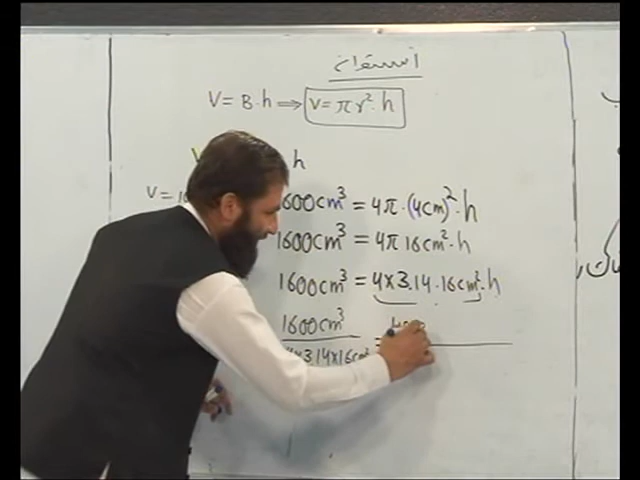 استوانه
V = B · h ⟹ V = πr² · h
h
V =
1600cm³ = 4π · (4cm)² · h
1600cm³ = 4π 16cm² · h
1600cm³ = 4×3.14 · 16cm² · h
1600cm³
4×3.14×16cm² =